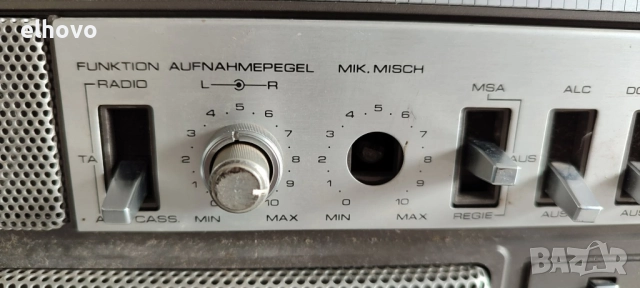 elhovo
FUNKTION AUFNAHMEPEGEL MIK. MISCH
RADIO L R MSA ALC
5 5
4 6 4 6
3 7 3 7
TA 2 8 2 8 AUS
1 9 1 9
CASS. 0 10 0 10 REGIE AUS AUS
MIN MAX MIN MAX
BAZAR